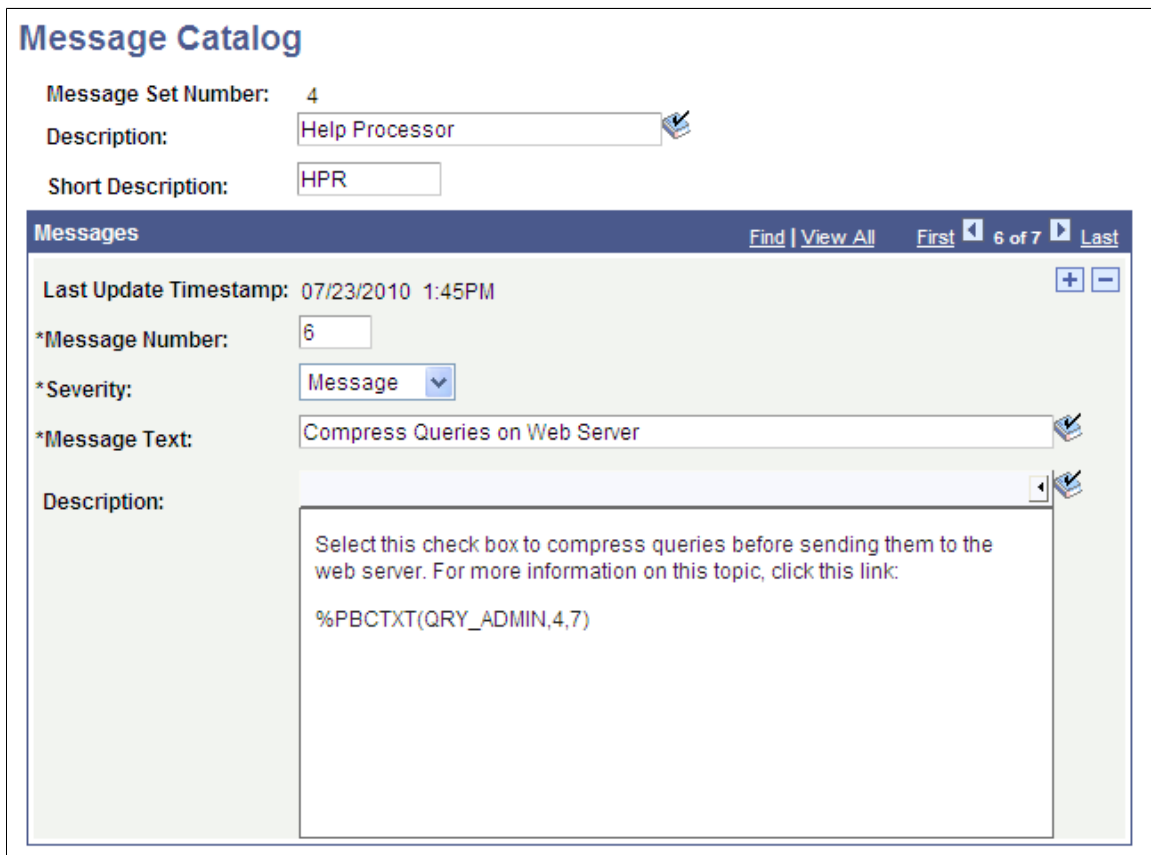 Message Catalog
Message Set Number: 4
Description: Help Processor
Short Description: HPR
Messages Find | View All First 6 of 7 Last
Last Update Timestamp: 07/23/2010 1:45PM
*Message Number: 6
*Severity: Message
*Message Text: Compress Queries on Web Server
Description:
Select this check box to compress queries before sending them to the
web server. For more information on this topic, click this link:
%PBCTXT(QRY_ADMIN,4,7)